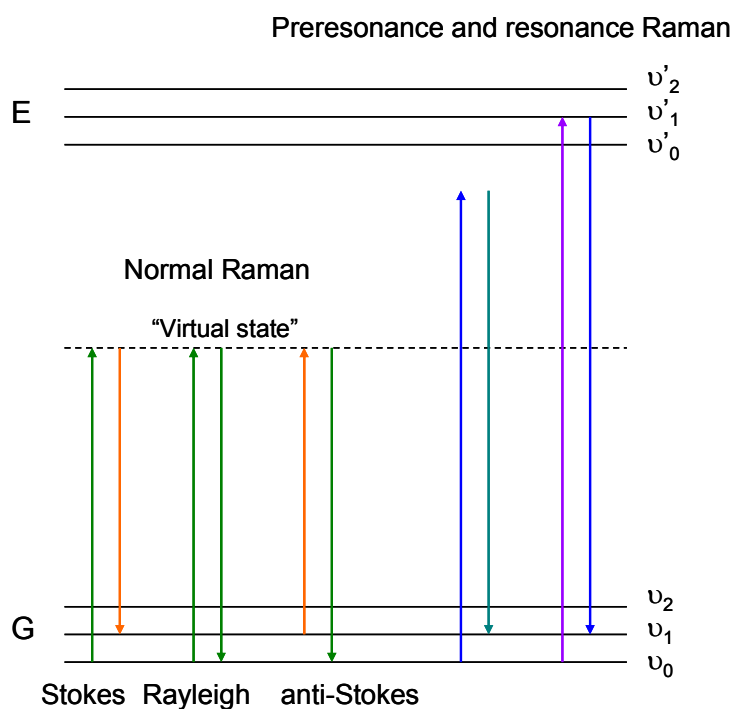 Preresonance and resonance Raman
υ'₂
E
υ'₁
υ'₀
Normal Raman
“Virtual state”
υ₂
G
υ₁
υ₀
Stokes Rayleigh anti-Stokes